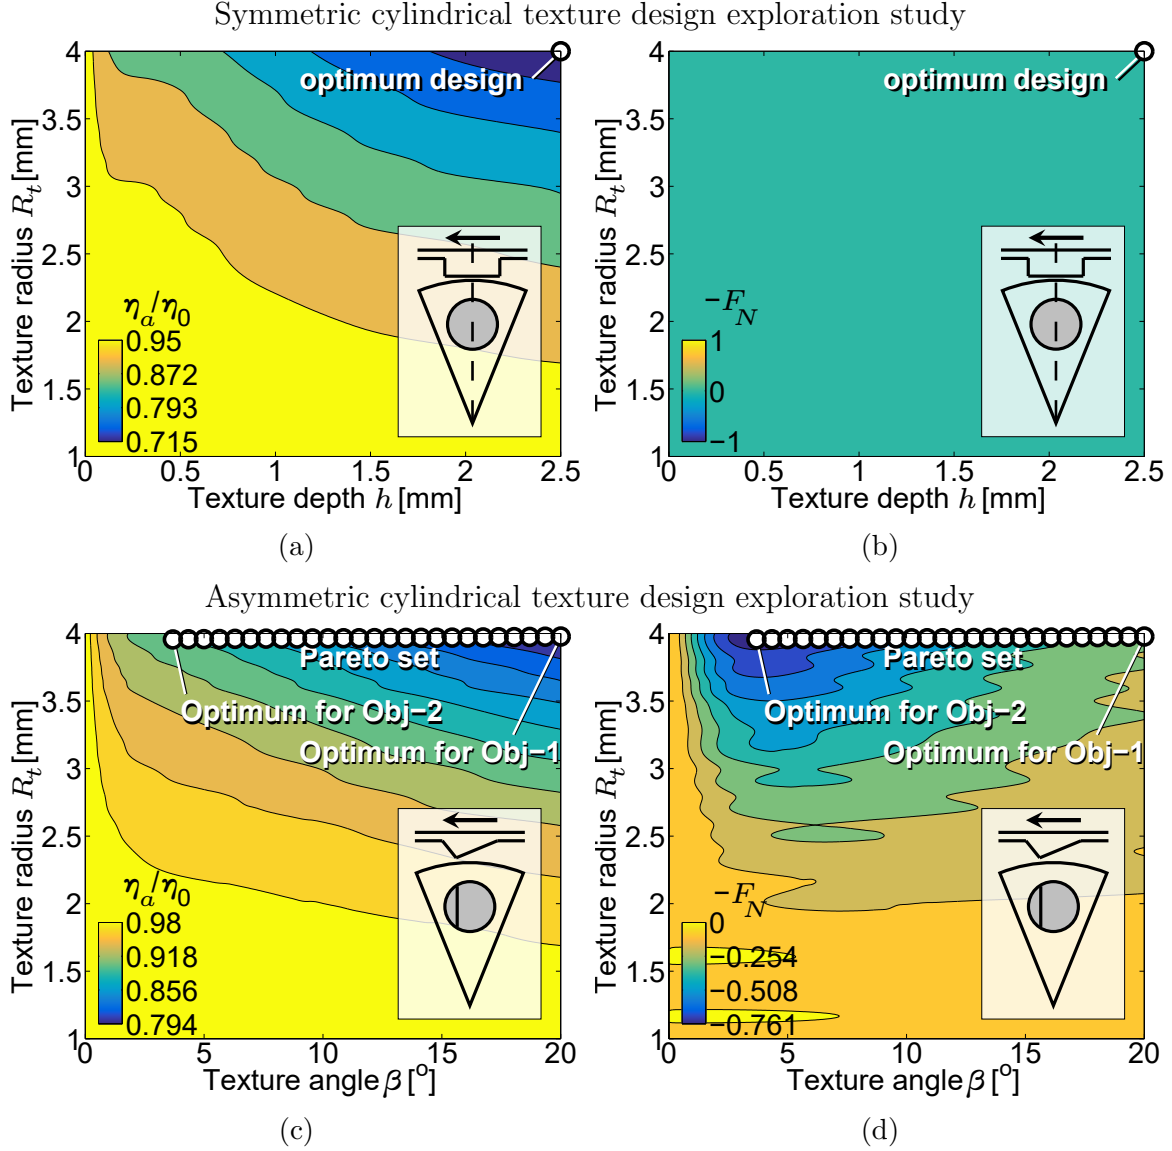 Symmetric cylindrical texture design exploration study
4
3.5
3
2.5
2
1.5
1
Texture radius R_t [mm]
optimum design
η_a/η_0
0.95
0.872
0.793
0.715
0
0.5
1
1.5
2
2.5
Texture depth h [mm]
(a)
4
3.5
3
2.5
2
1.5
1
Texture radius R_t [mm]
optimum design
−F_N
1
0
−1
0
0.5
1
1.5
2
2.5
Texture depth h [mm]
(b)
Asymmetric cylindrical texture design exploration study
4
3.5
3
2.5
2
1.5
1
Texture radius R_t [mm]
Pareto set
Optimum for Obj−2
Optimum for Obj−1
η_a/η_0
0.98
0.918
0.856
0.794
0
5
10
15
20
Texture angle β [°]
(c)
4
3.5
3
2.5
2
1.5
1
Texture radius R_t [mm]
Pareto set
Optimum for Obj−2
Optimum for Obj−1
−F_N
0
−0.254
−0.508
−0.761
0
5
10
15
20
Texture angle β [°]
(d)